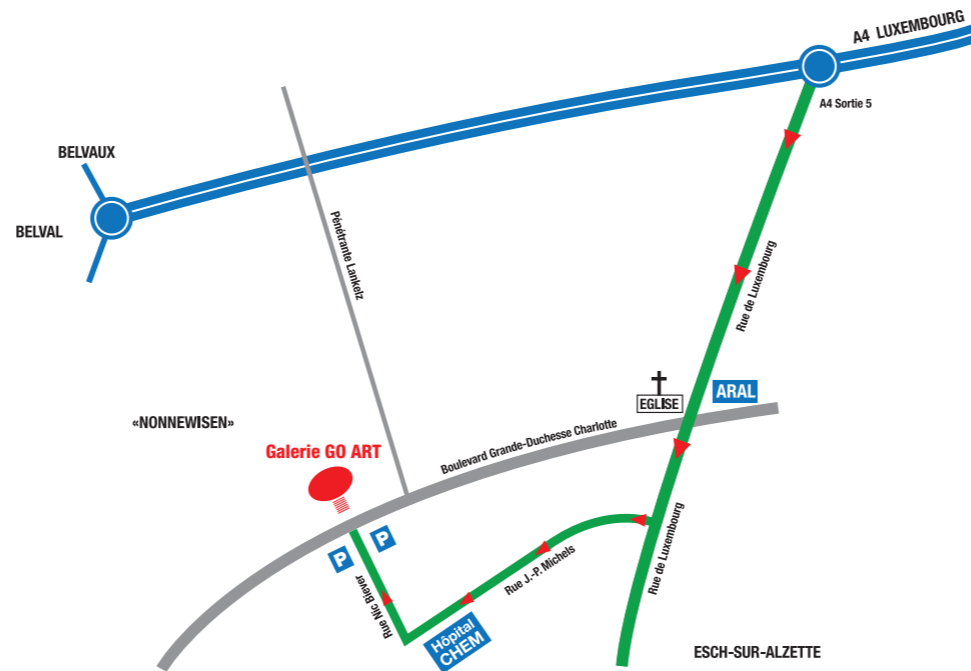 A4 LUXEMBOURG
A4 Sortie 5
BELVAUX
BELVAL
Pénétrante Lankelz
Rue de Luxembourg
EGLISE
ARAL
«NONNEWISEN»
Galerie GO ART
Boulevard Grande-Duchesse Charlotte
P
P
Rue Nic Biever
Rue J.-P. Michels
Rue de Luxembourg
Hôpital
CHEM
ESCH-SUR-ALZETTE